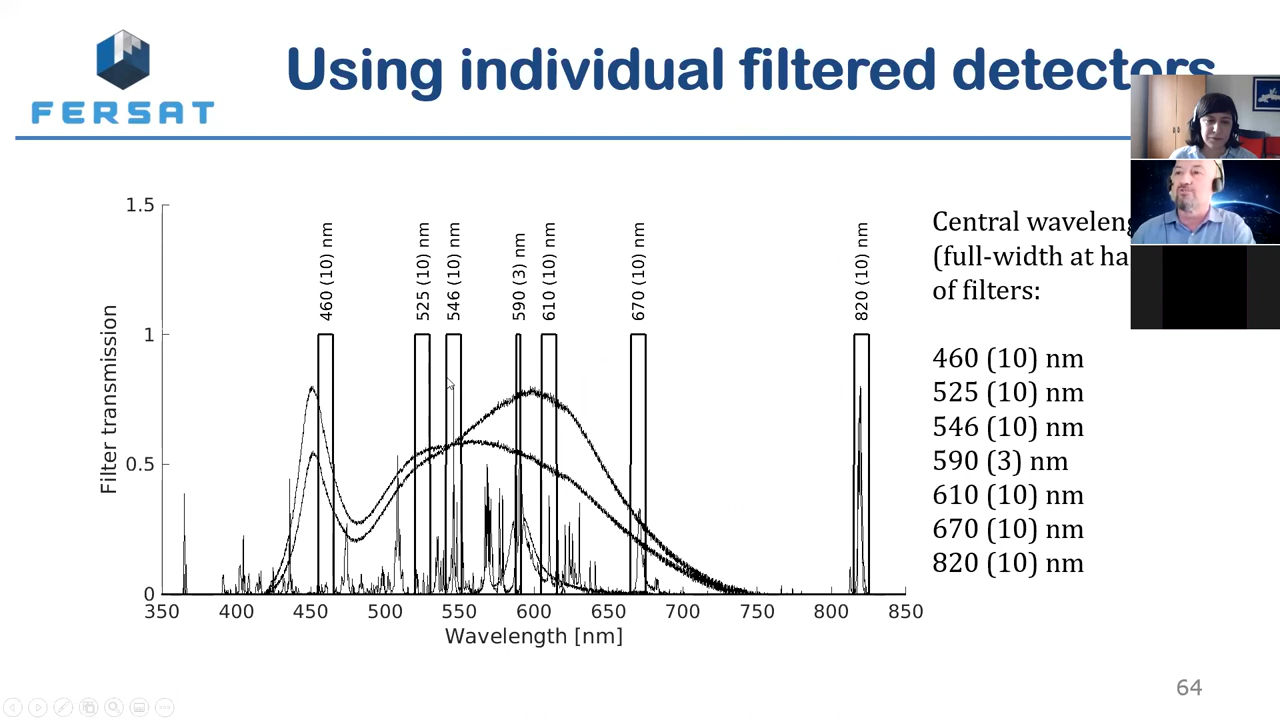 FERSAT
Using individual filtered detectors
Central
(full-width at
of filters:
460 (10) nm
525 (10) nm
546 (10) nm
590 (3) nm
610 (10) nm
670 (10) nm
820 (10) nm
1.5
1
0.5
0
Filter transmission
460 (10) nm
525 (10) nm
546 (10) nm
590 (3) nm
610 (10) nm
670 (10) nm
820 (10) nm
350 400 450 500 550 600 650 700 750 800 850
Wavelength [nm]
64